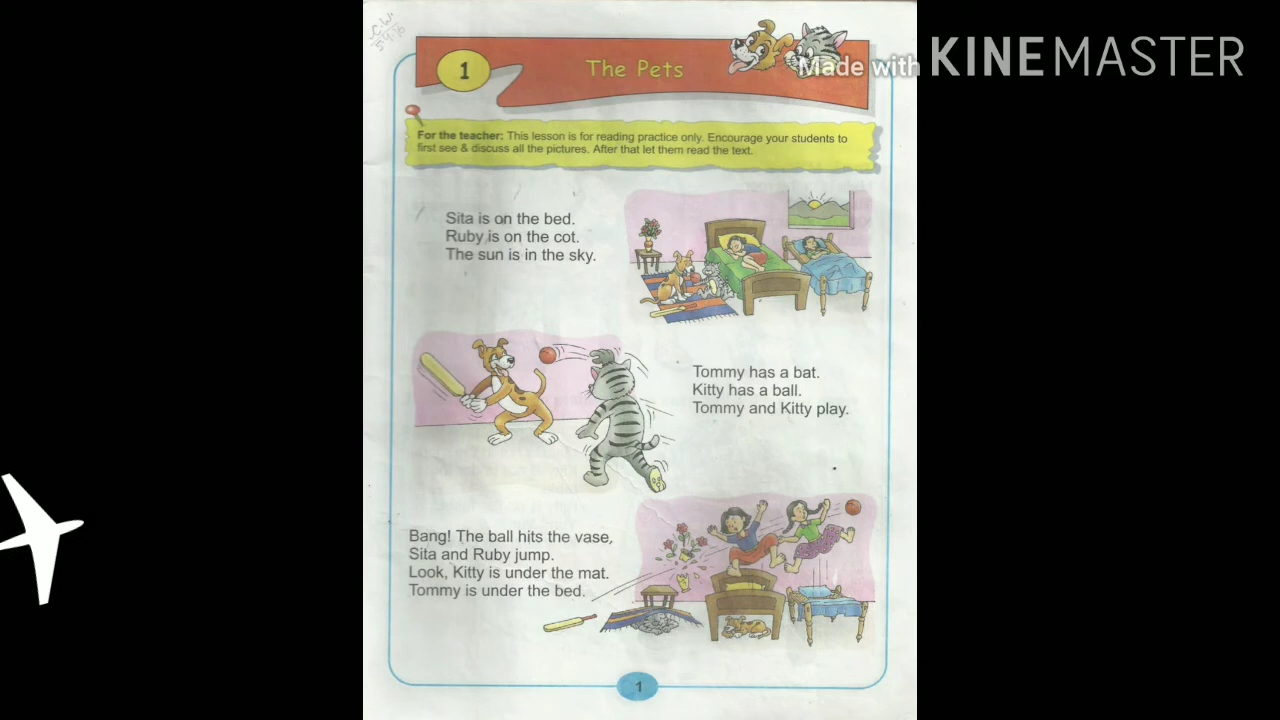 C.W.
1
The Pets
Made with KINEMASTER
For the teacher: This lesson is for reading practice only. Encourage your students to
first see & discuss all the pictures. After that let them read the text.
Sita is on the bed.
Ruby is on the cot.
The sun is in the sky.
Tommy has a bat.
Kitty has a ball.
Tommy and Kitty play.
Bang! The ball hits the vase,
Sita and Ruby jump.
Look, Kitty is under the mat.
Tommy is under the bed.
1